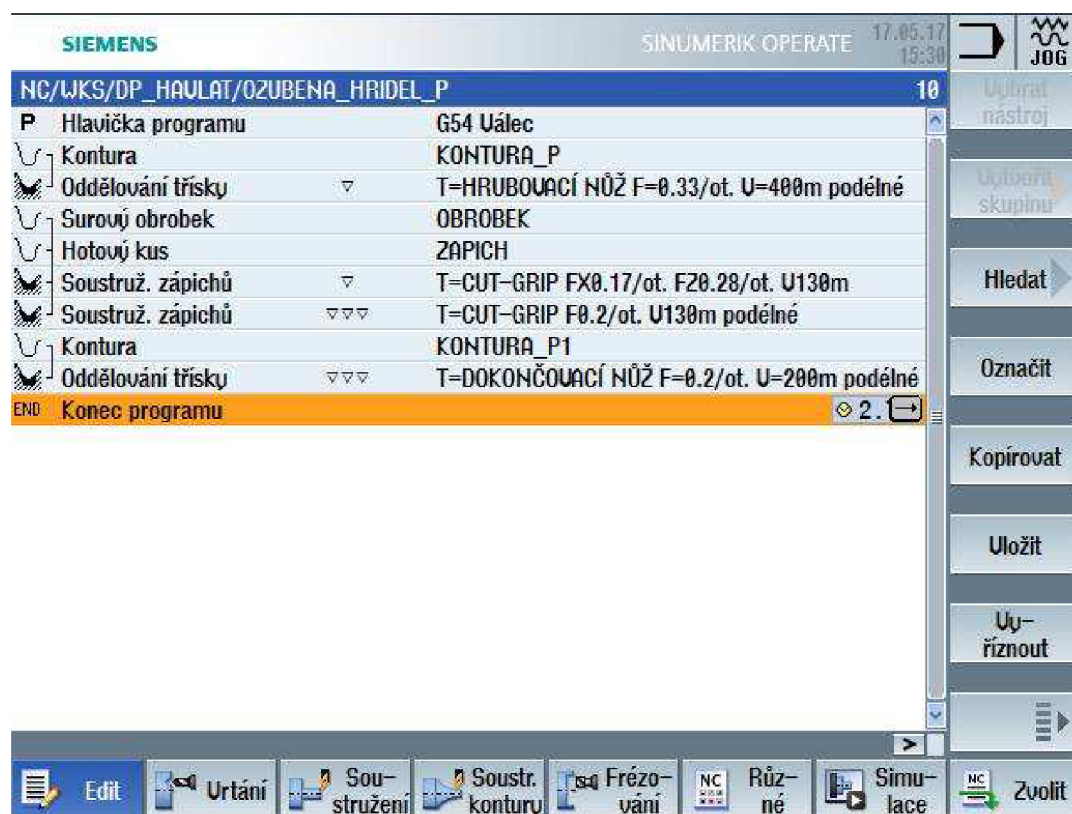 SIEMENS
SINUMERIK OPERATE
17.05.17
15:30
JOG
NC/WKS/DP_HAVLAT/OZUBENA_HRIDEL_P 10
P Hlavička programu G54 Válec
Kontura KONTURA_P
Oddělování třísky ▽ T=HRUBOVACÍ NŮŽ F=0.33/ot. V=400m podélné
Surový obrobek OBROBEK
Hotový kus ZAPICH
Soustruž. zápichů ▽ T=CUT-GRIP FX0.17/ot. FZ0.28/ot. V130m
Soustruž. zápichů ▽▽▽ T=CUT-GRIP F0.2/ot. V130m podélné
Kontura KONTURA_P1
Oddělování třísky ▽▽▽ T=DOKONČOVACÍ NŮŽ F=0.2/ot. V=200m podélné
END Konec programu 2.
Vybrat
nástroj
Vytvořit
skupinu
Hledat
Označit
Kopírovat
Uložit
Vy-
říznout
>
Edit
Vrtání
Sou-
stružení
Soustr.
konturu
Frézo-
vání
NC
Růz-
né
Simu-
lace
NC
Zvolit